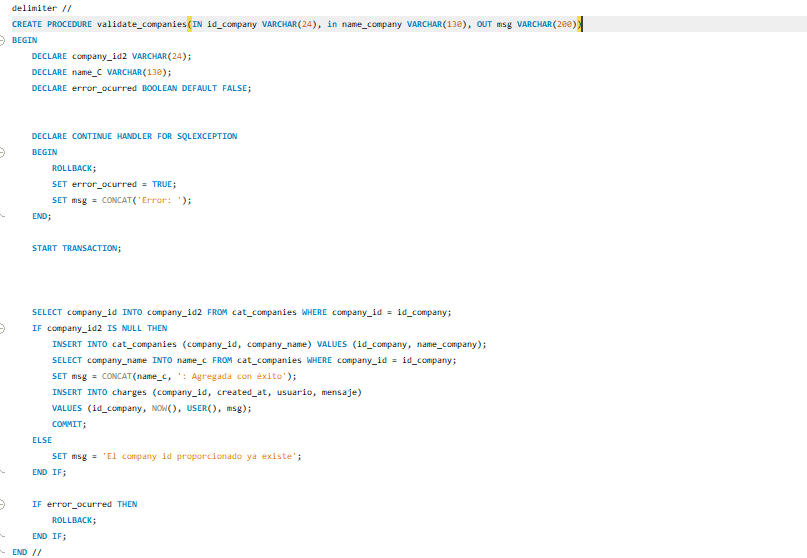 delimiter //
CREATE PROCEDURE validate_companies(IN id_company VARCHAR(24), in name_company VARCHAR(130), OUT msg VARCHAR(200))
BEGIN
    DECLARE company_id2 VARCHAR(24);
    DECLARE name_C VARCHAR(130);
    DECLARE error_ocurred BOOLEAN DEFAULT FALSE;
    DECLARE CONTINUE HANDLER FOR SQLEXCEPTION
    BEGIN
        ROLLBACK;
        SET error_ocurred = TRUE;
        SET msg = CONCAT('Error: ');
    END;
    START TRANSACTION;
    SELECT company_id INTO company_id2 FROM cat_companies WHERE company_id = id_company;
    IF company_id2 IS NULL THEN
        INSERT INTO cat_companies (company_id, company_name) VALUES (id_company, name_company);
        SELECT company_name INTO name_c FROM cat_companies WHERE company_id = id_company;
        SET msg = CONCAT(name_c, ': Agregada con éxito');
        INSERT INTO charges (company_id, created_at, usuario, mensaje)
        VALUES (id_company, NOW(), USER(), msg);
        COMMIT;
    ELSE
        SET msg = 'El company id proporcionado ya existe';
    END IF;
    IF error_ocurred THEN
        ROLLBACK;
    END IF;
END //